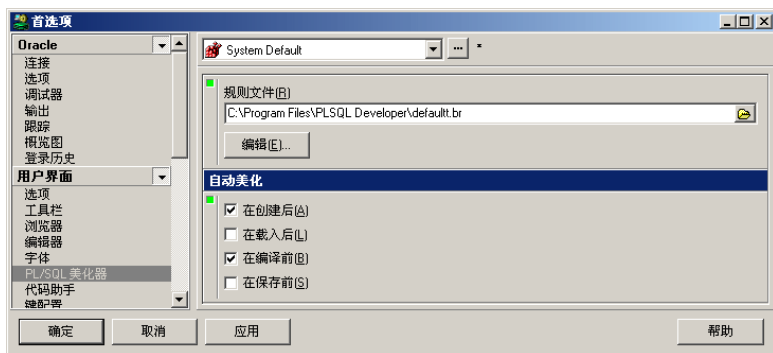 首选项
Oracle
连接
选项
调试器
输出
跟踪
概览图
登录历史
用户界面
选项
工具栏
浏览器
编辑器
字体
PL/SQL 美化器
代码助手
键配置
System Default
...
*
规则文件(R)
C:\Program Files\PLSQL Developer\defaultt.br
编辑(E)...
自动美化
在创建后(A)
在载入后(L)
在编译前(B)
在保存前(S)
确定
取消
应用
帮助